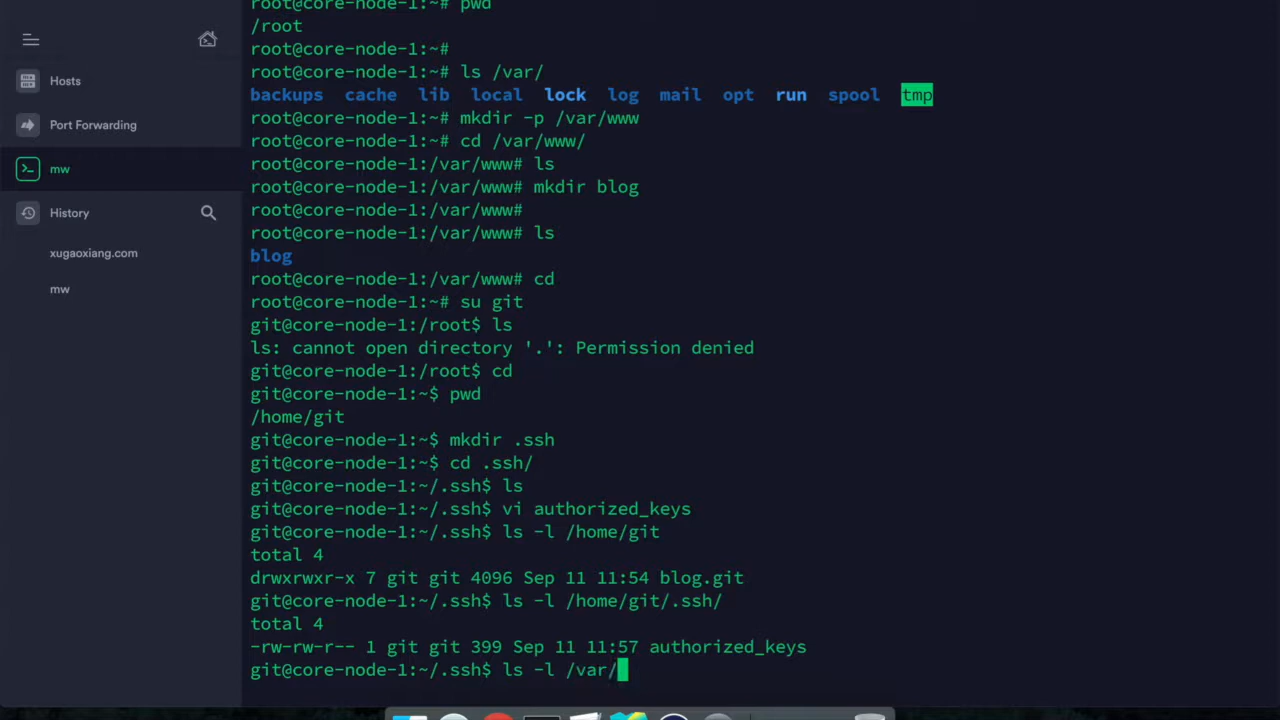 Hosts
Port Forwarding
mw
History
xugaoxiang.com
mw
root@core-node-1:~# pwd
/root
root@core-node-1:~#
root@core-node-1:~# ls /var/
backups cache lib local lock log mail opt run spool tmp
root@core-node-1:~# mkdir -p /var/www
root@core-node-1:~# cd /var/www/
root@core-node-1:/var/www# ls
root@core-node-1:/var/www# mkdir blog
root@core-node-1:/var/www#
root@core-node-1:/var/www# ls
blog
root@core-node-1:/var/www# cd
root@core-node-1:~# su git
git@core-node-1:/root$ ls
ls: cannot open directory '.': Permission denied
git@core-node-1:/root$ cd
git@core-node-1:~$ pwd
/home/git
git@core-node-1:~$ mkdir .ssh
git@core-node-1:~$ cd .ssh/
git@core-node-1:~/.ssh$ ls
git@core-node-1:~/.ssh$ vi authorized_keys
git@core-node-1:~/.ssh$ ls -l /home/git
total 4
drwxrwxr-x 7 git git 4096 Sep 11 11:54 blog.git
git@core-node-1:~/.ssh$ ls -l /home/git/.ssh/
total 4
-rw-rw-r-- 1 git git 399 Sep 11 11:57 authorized_keys
git@core-node-1:~/.ssh$ ls -l /var/